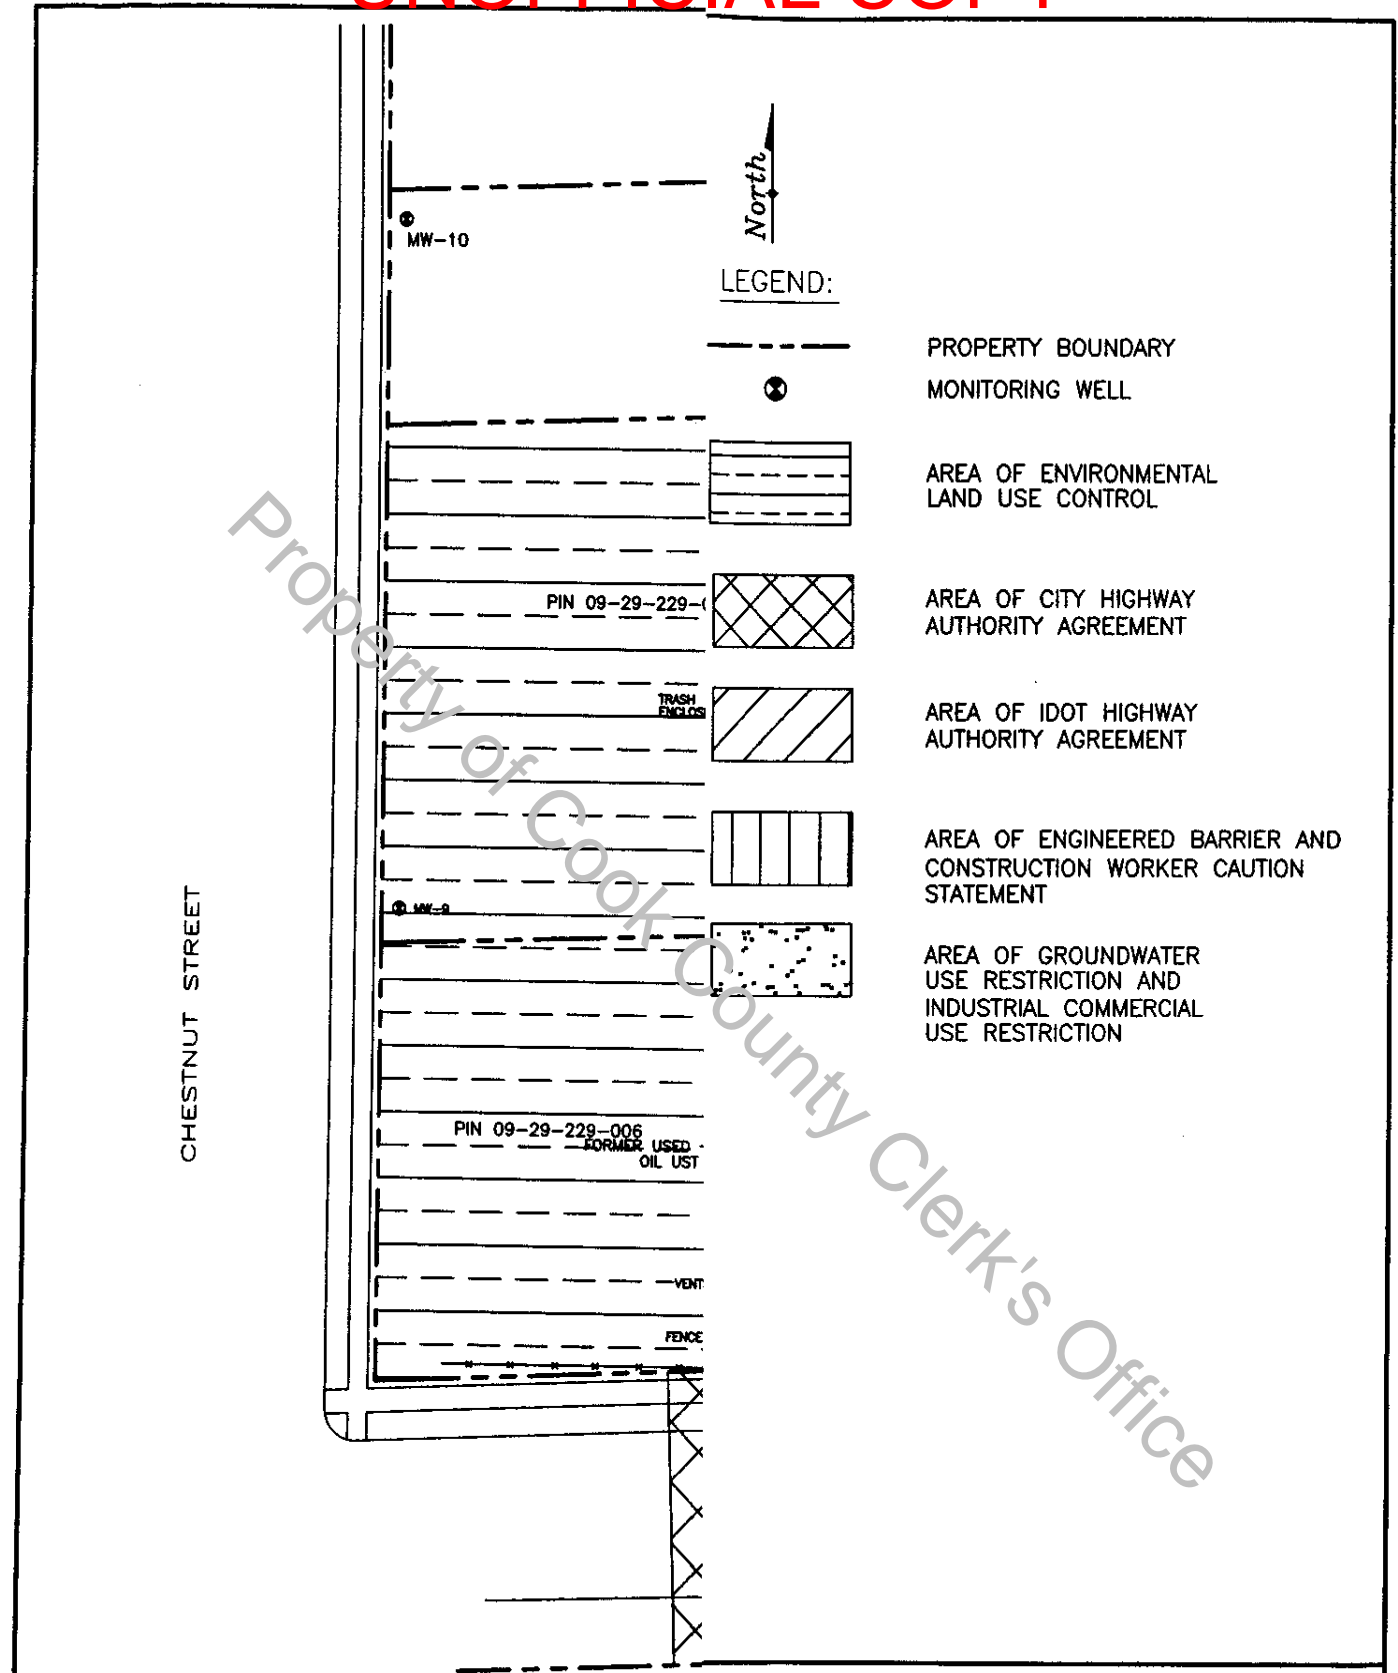 North
MW-10
LEGEND:
PROPERTY BOUNDARY
MONITORING WELL
AREA OF ENVIRONMENTAL
LAND USE CONTROL
PIN 09-29-229-
AREA OF CITY HIGHWAY
AUTHORITY AGREEMENT
TRASH
AREA OF IDOT HIGHWAY
AUTHORITY AGREEMENT
AREA OF ENGINEERED BARRIER AND
CONSTRUCTION WORKER CAUTION
STATEMENT
MW-9
AREA OF GROUNDWATER
USE RESTRICTION AND
INDUSTRIAL COMMERCIAL
USE RESTRICTION
CHESTNUT STREET
PIN 09-29-229-006
FORMER USED
OIL UST
VENT
FENCE
Property of Cook County Clerk's Office